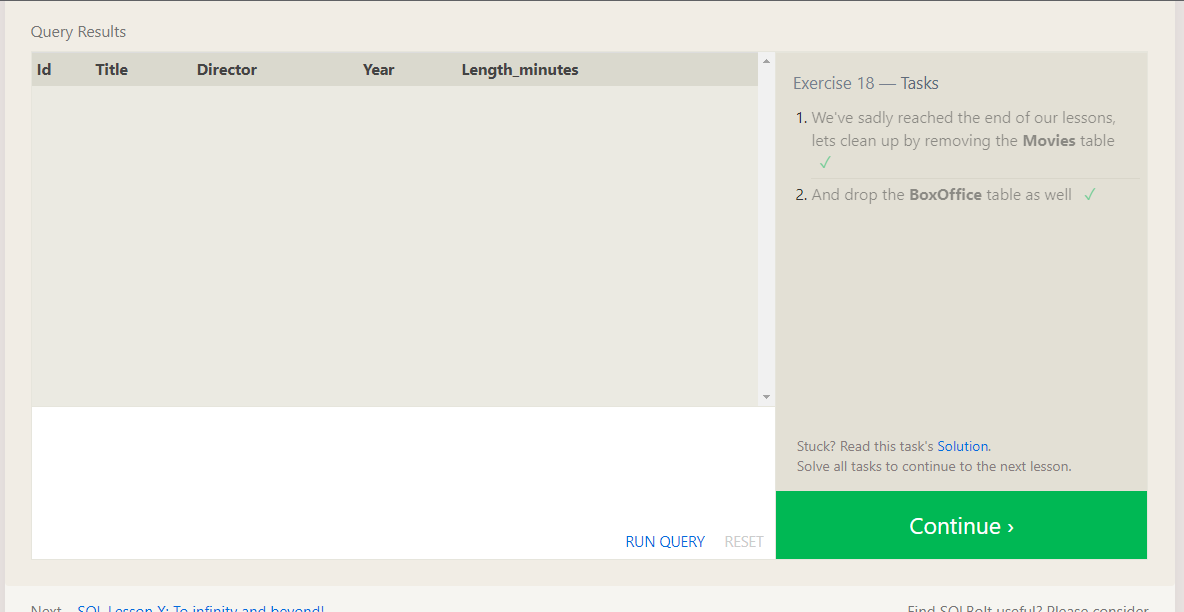 Query Results
Id Title Director Year Length_minutes
Exercise 18 — Tasks
1. We've sadly reached the end of our lessons,
lets clean up by removing the Movies table
✓
2. And drop the BoxOffice table as well ✓
Stuck? Read this task's Solution.
Solve all tasks to continue to the next lesson.
RUN QUERY RESET
Continue ›
Next – SQL Lesson X: To infinity and beyond!
Find SQLBolt useful? Please consider